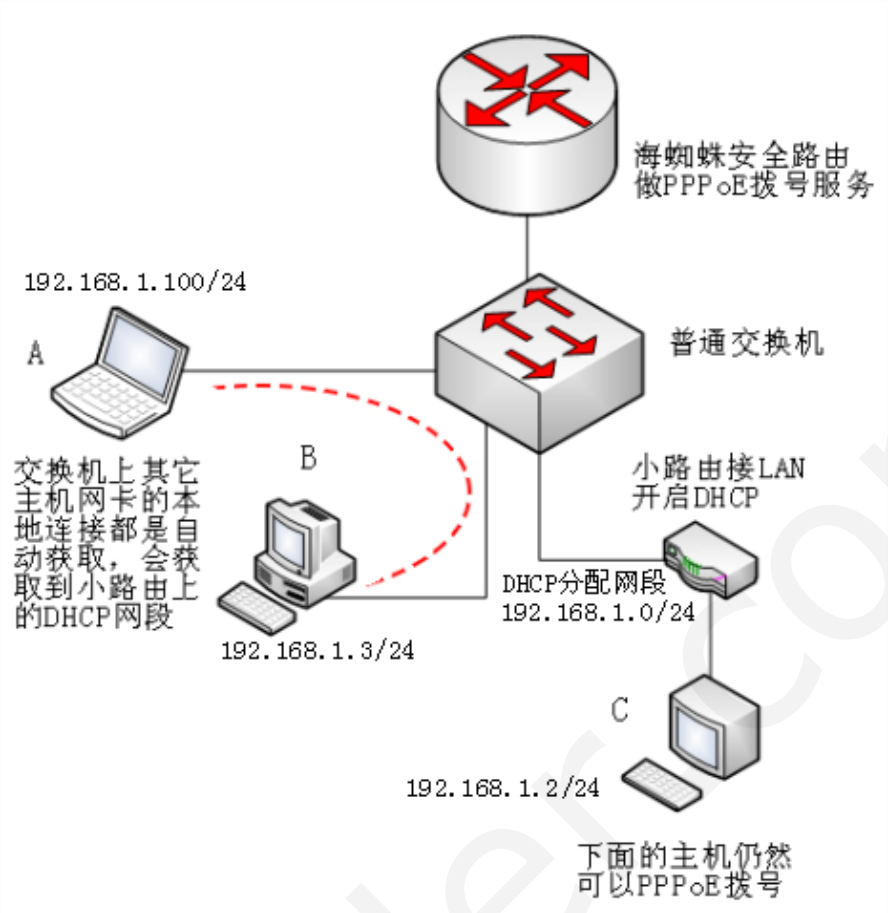 海蜘蛛安全路由
做PPPoE拨号服务
192.168.1.100/24
A
普通交换机
交换机上其它
主机网卡的本
地连接都是自
动获取，会获
取到小路由上
的DHCP网段
B
192.168.1.3/24
小路由接LAN
开启DHCP
DHCP分配网段
192.168.1.0/24
C
192.168.1.2/24
下面的主机仍然
可以PPPoE拨号